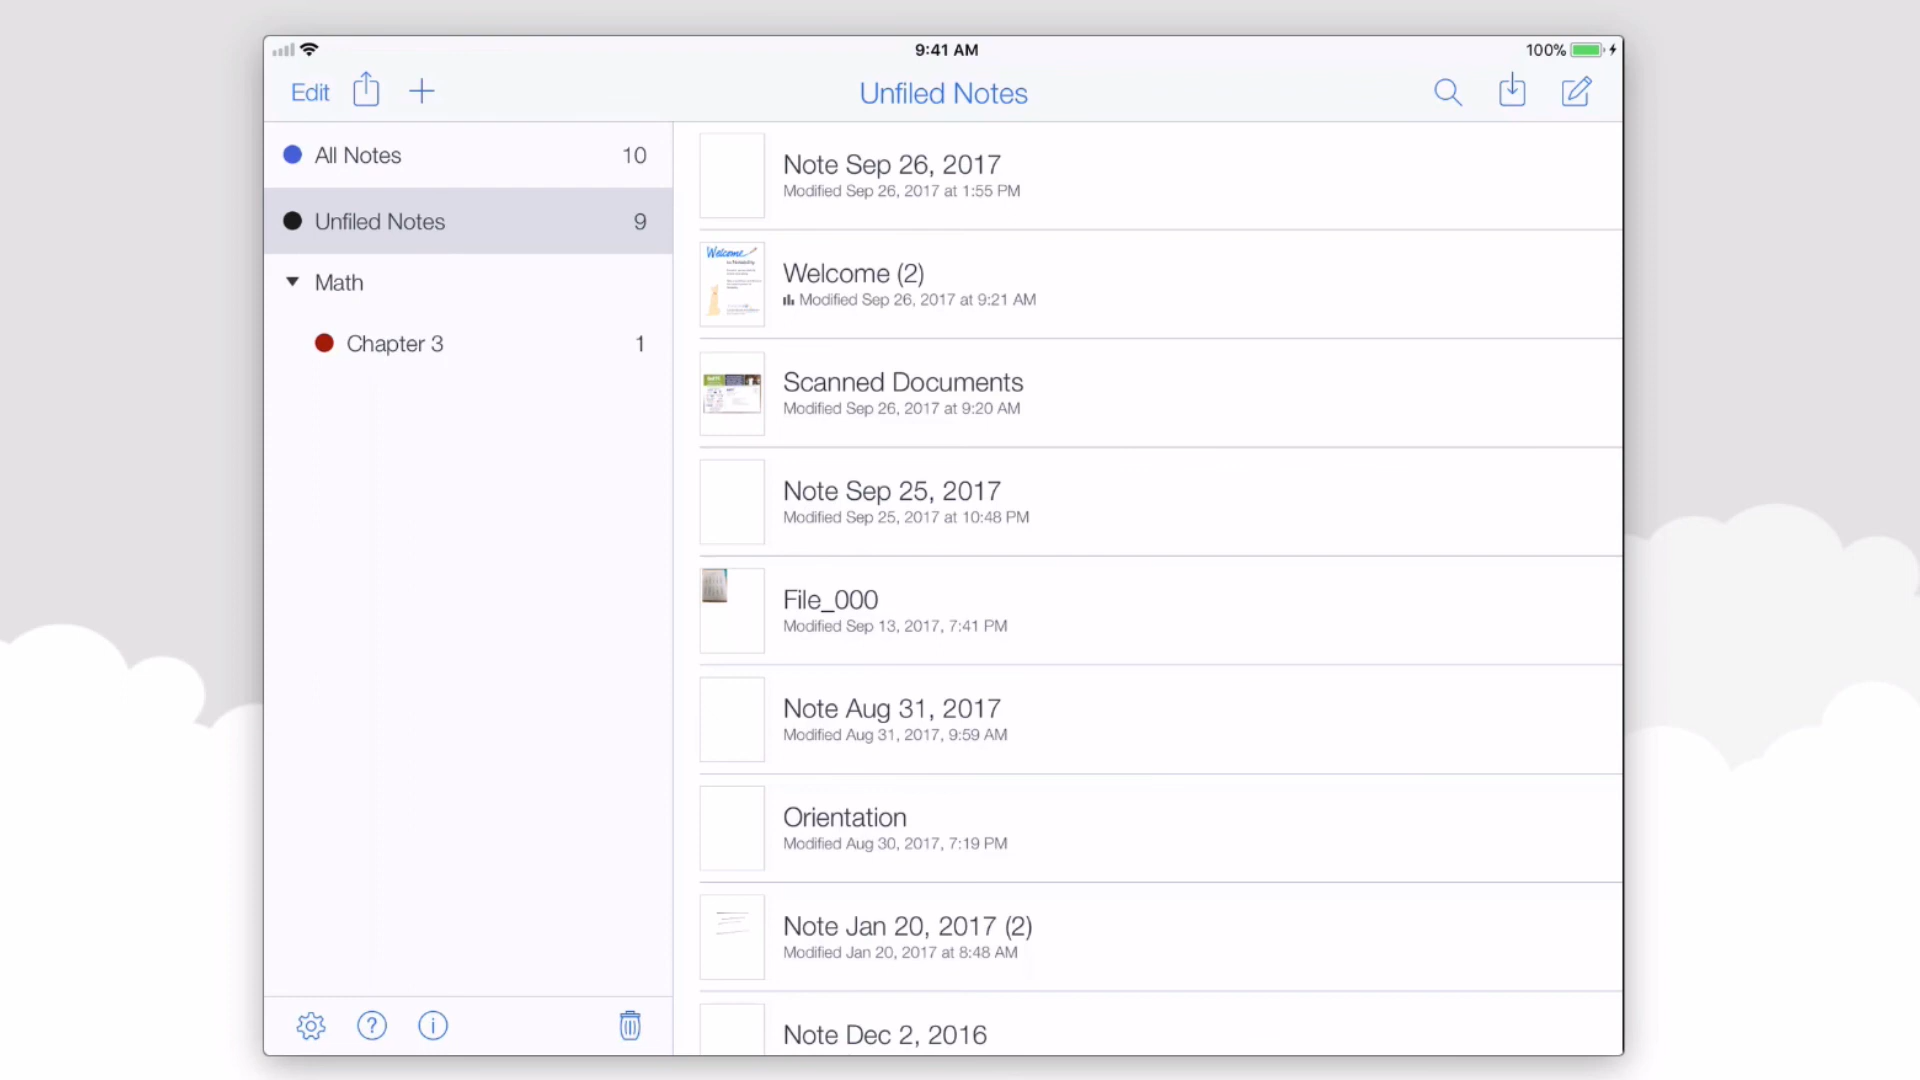 9:41 AM
100%
Edit
Unfiled Notes
All Notes 10
Unfiled Notes 9
Math
Chapter 3 1
Note Sep 26, 2017
Modified Sep 26, 2017 at 1:55 PM
Welcome
Welcome (2)
Modified Sep 26, 2017 at 9:21 AM
Scanned Documents
Modified Sep 26, 2017 at 9:20 AM
Note Sep 25, 2017
Modified Sep 25, 2017 at 10:48 PM
File_000
Modified Sep 13, 2017, 7:41 PM
Note Aug 31, 2017
Modified Aug 31, 2017, 9:59 AM
Orientation
Modified Aug 30, 2017, 7:19 PM
Note Jan 20, 2017 (2)
Modified Jan 20, 2017 at 8:48 AM
Note Dec 2, 2016